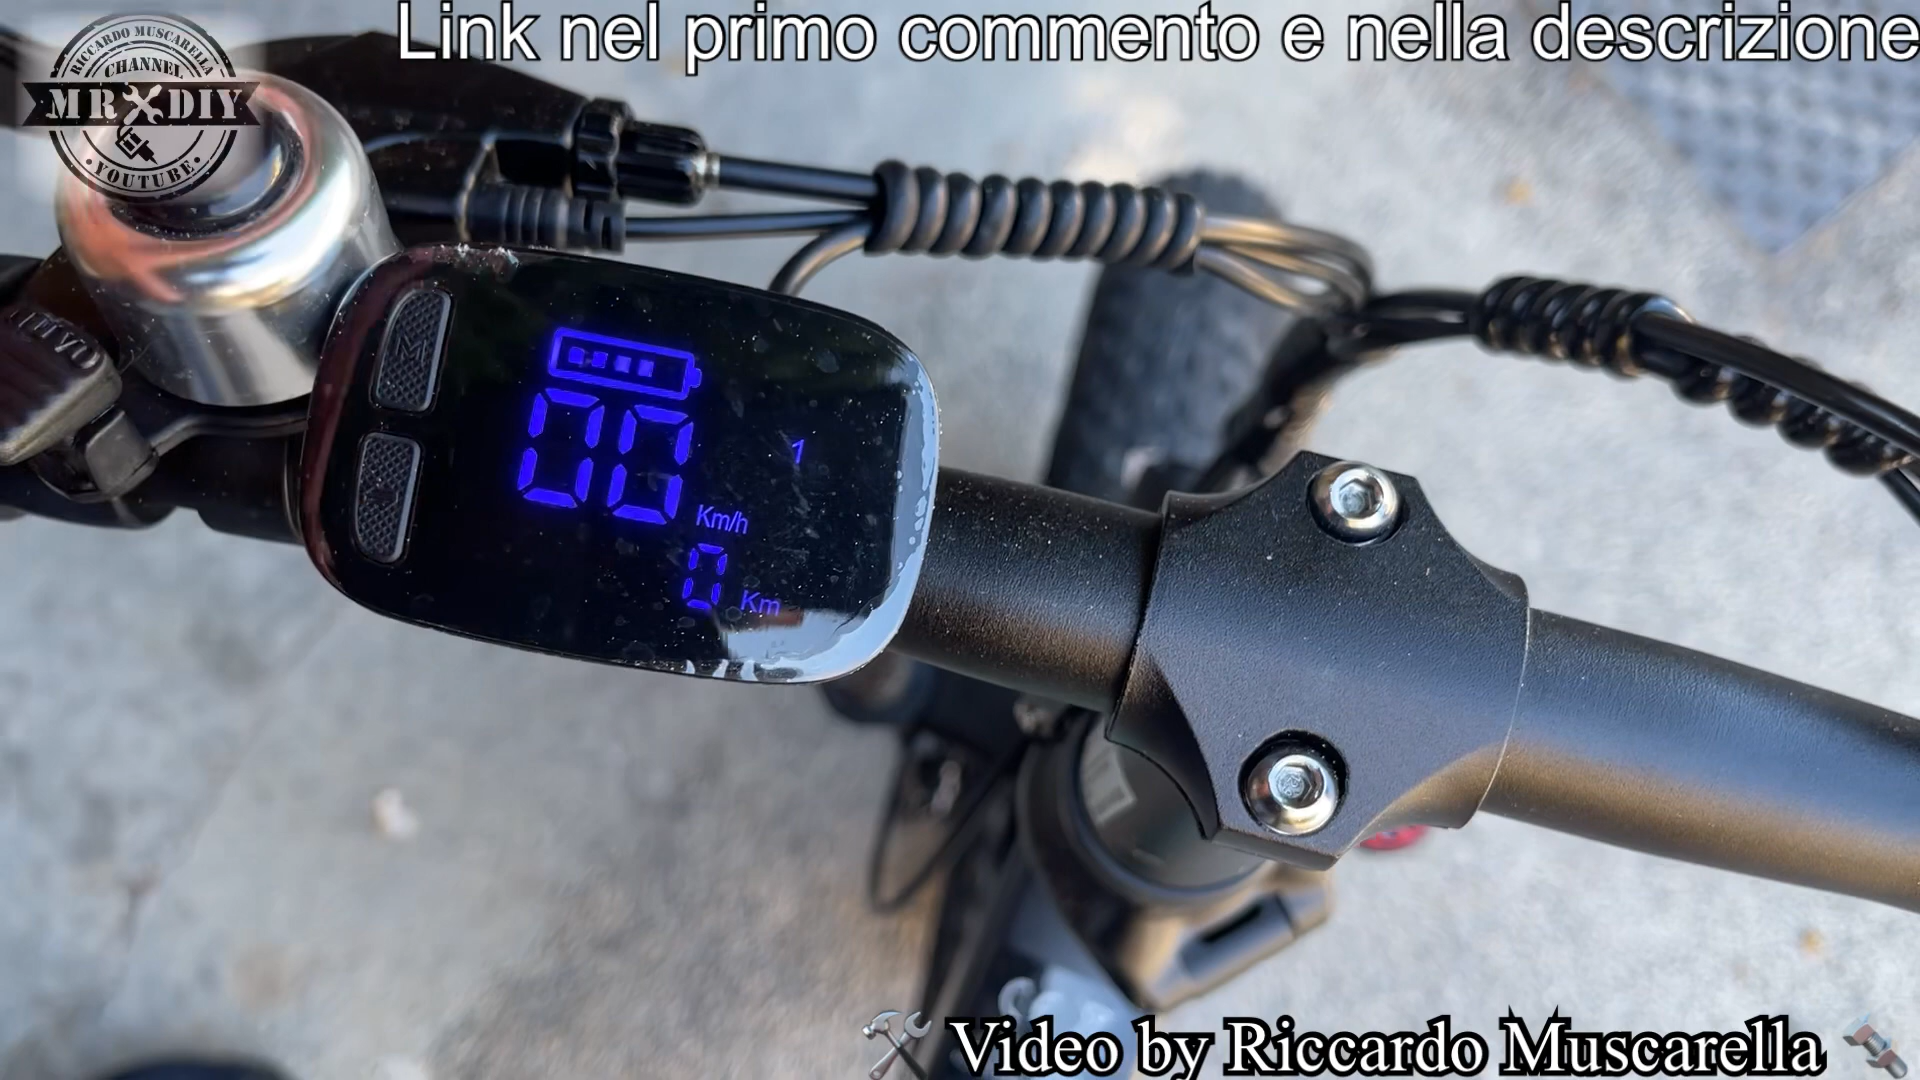 Link nel primo commento e nella descrizione
RICCARDO MUSCARELLA
CHANNEL
MR DIY
YOUTUBE
M
1
00
Km/h
0
Km
Video by Riccardo Muscarella